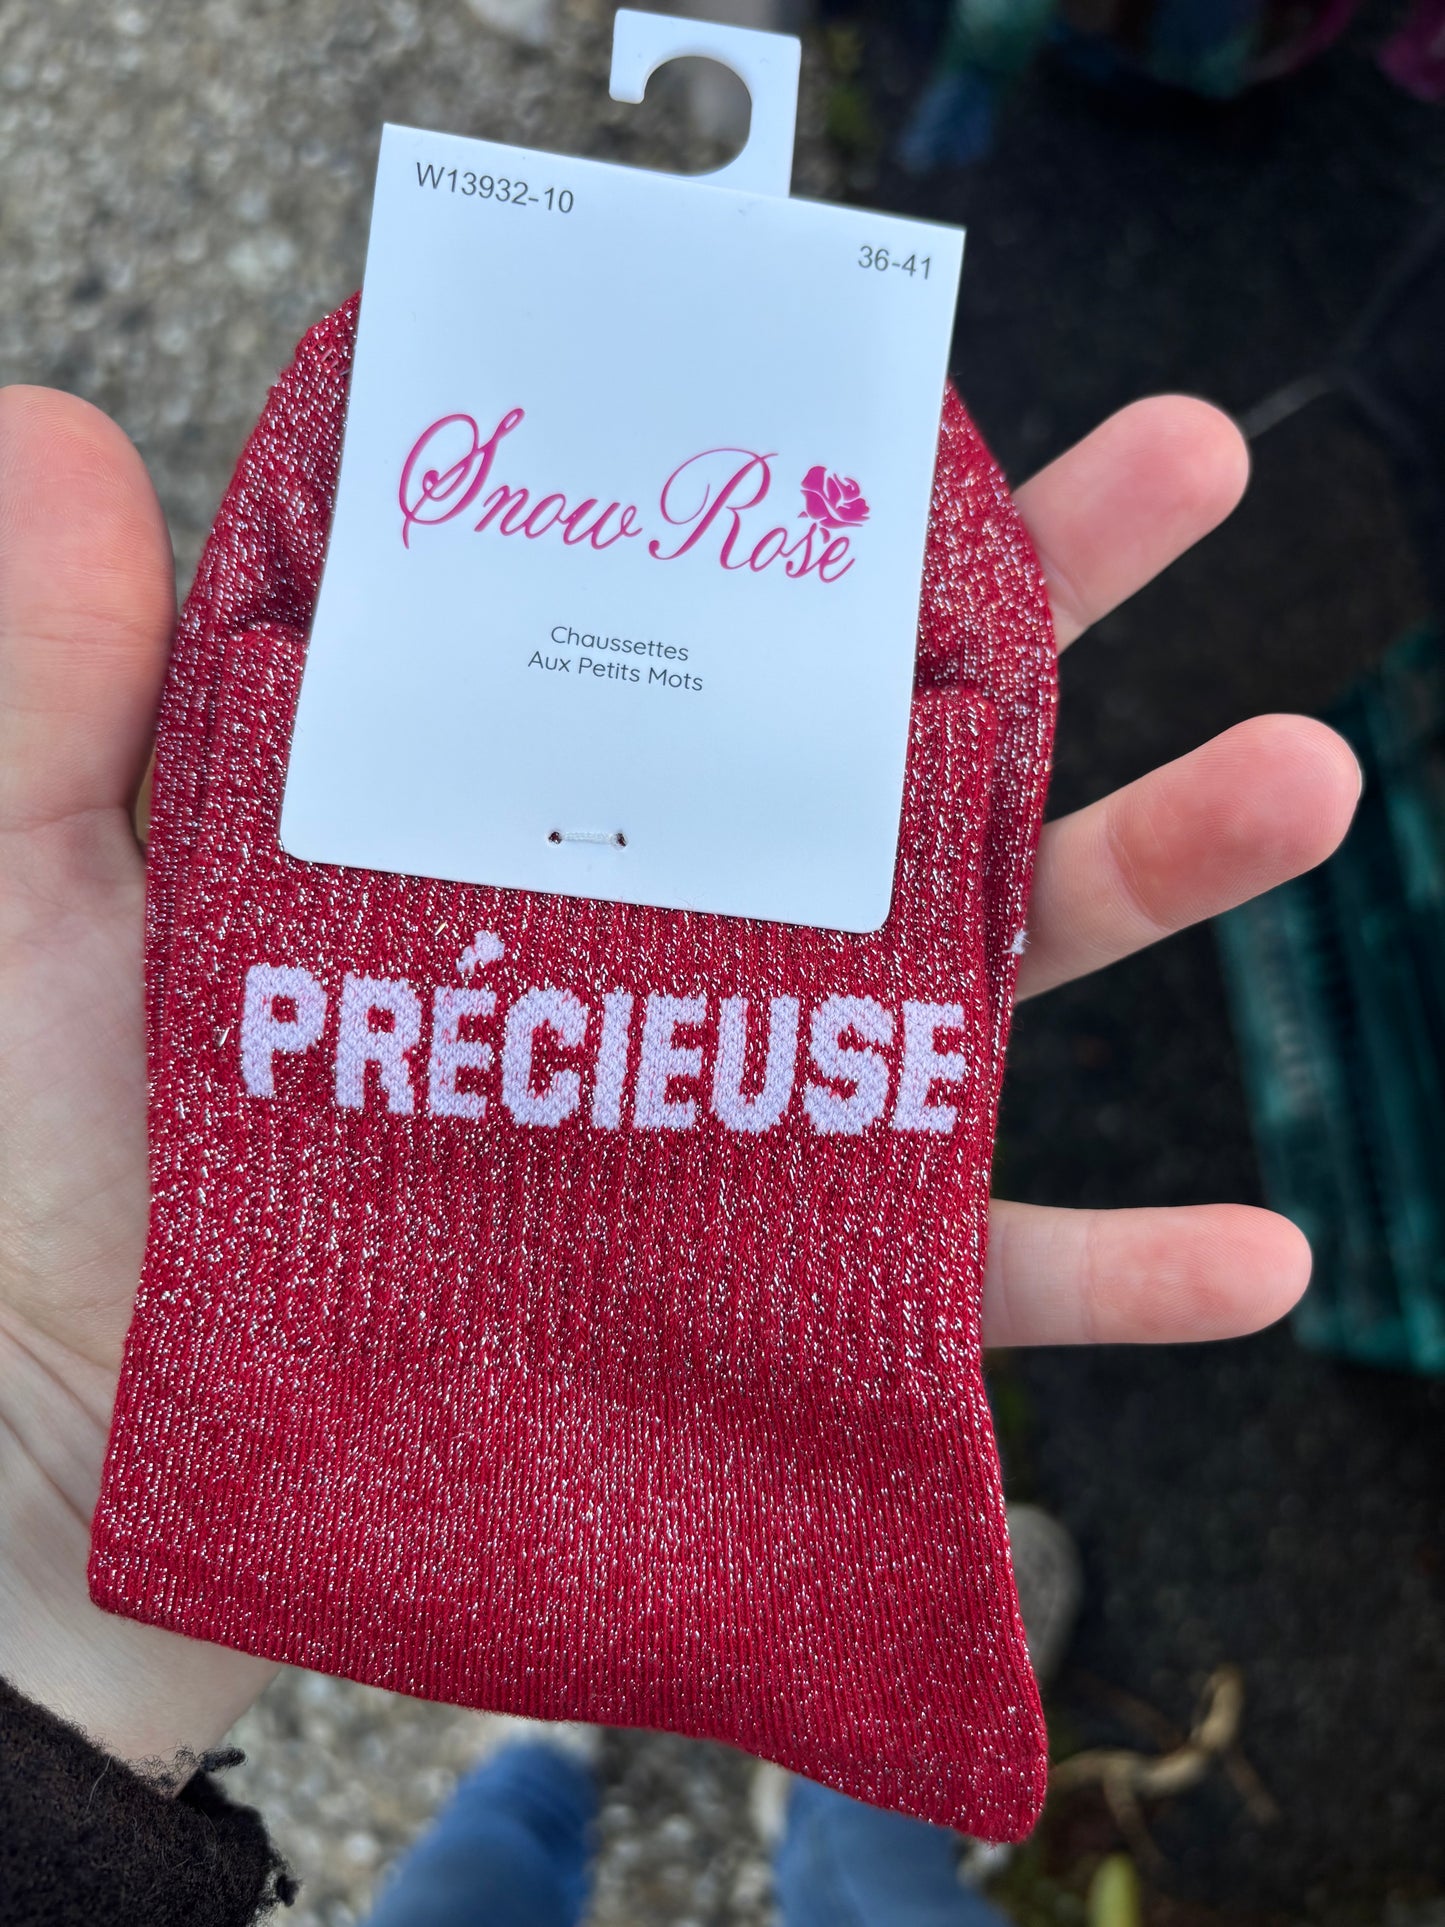 W13932-10
36-41
Snow Rose
Chaussettes
Aux Petits Mots
PRÉCIEUSE